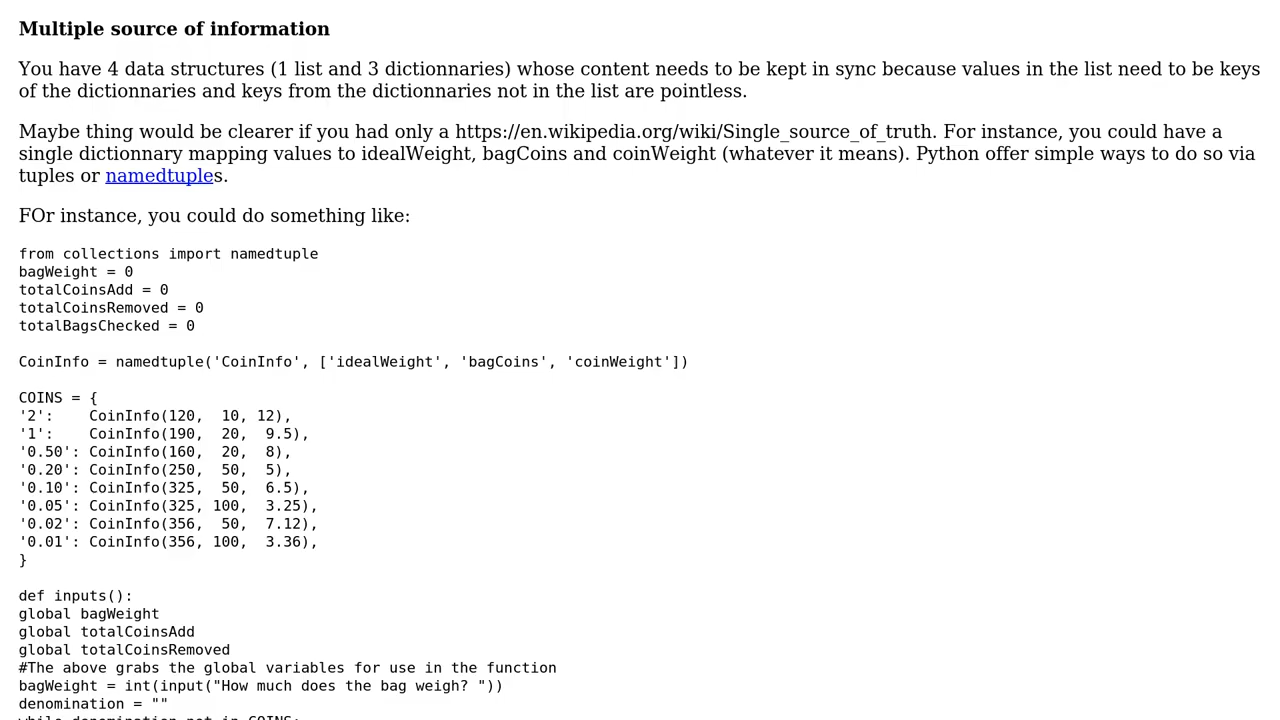 Multiple source of information
You have 4 data structures (1 list and 3 dictionnaries) whose content needs to be kept in sync because values in the list need to be keys
of the dictionnaries and keys from the dictionnaries not in the list are pointless.
Maybe thing would be clearer if you had only a https://en.wikipedia.org/wiki/Single_source_of_truth. For instance, you could have a
single dictionnary mapping values to idealWeight, bagCoins and coinWeight (whatever it means). Python offer simple ways to do so via
tuples or namedtuples.
FOr instance, you could do something like:
from collections import namedtuple
bagWeight = 0
totalCoinsAdd = 0
totalCoinsRemoved = 0
totalBagsChecked = 0
CoinInfo = namedtuple('CoinInfo', ['idealWeight', 'bagCoins', 'coinWeight'])
COINS = {
'2':    CoinInfo(120,  10, 12),
'1':    CoinInfo(190,  20,  9.5),
'0.50': CoinInfo(160,  20,  8),
'0.20': CoinInfo(250,  50,  5),
'0.10': CoinInfo(325,  50,  6.5),
'0.05': CoinInfo(325, 100,  3.25),
'0.02': CoinInfo(356,  50,  7.12),
'0.01': CoinInfo(356, 100,  3.36),
}
def inputs():
global bagWeight
global totalCoinsAdd
global totalCoinsRemoved
#The above grabs the global variables for use in the function
bagWeight = int(input("How much does the bag weigh? "))
denomination = ""
while denomination not in COINS: